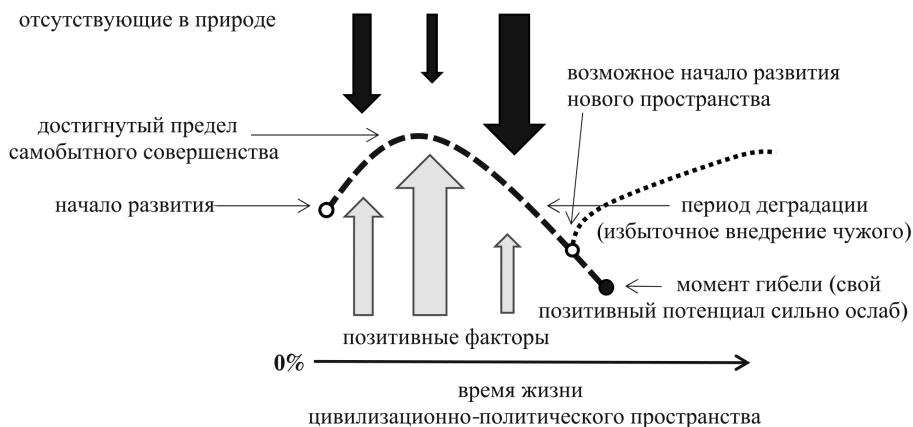 отсутствующие в природе
возможное начало развития
нового пространства
достигнутый предел
самобытного совершенства
начало развития
период деградации
(избыточное внедрение чужого)
момент гибели (свой
позитивный потенциал сильно ослаб)
позитивные факторы
0%
время жизни
цивилизационно-политического пространства